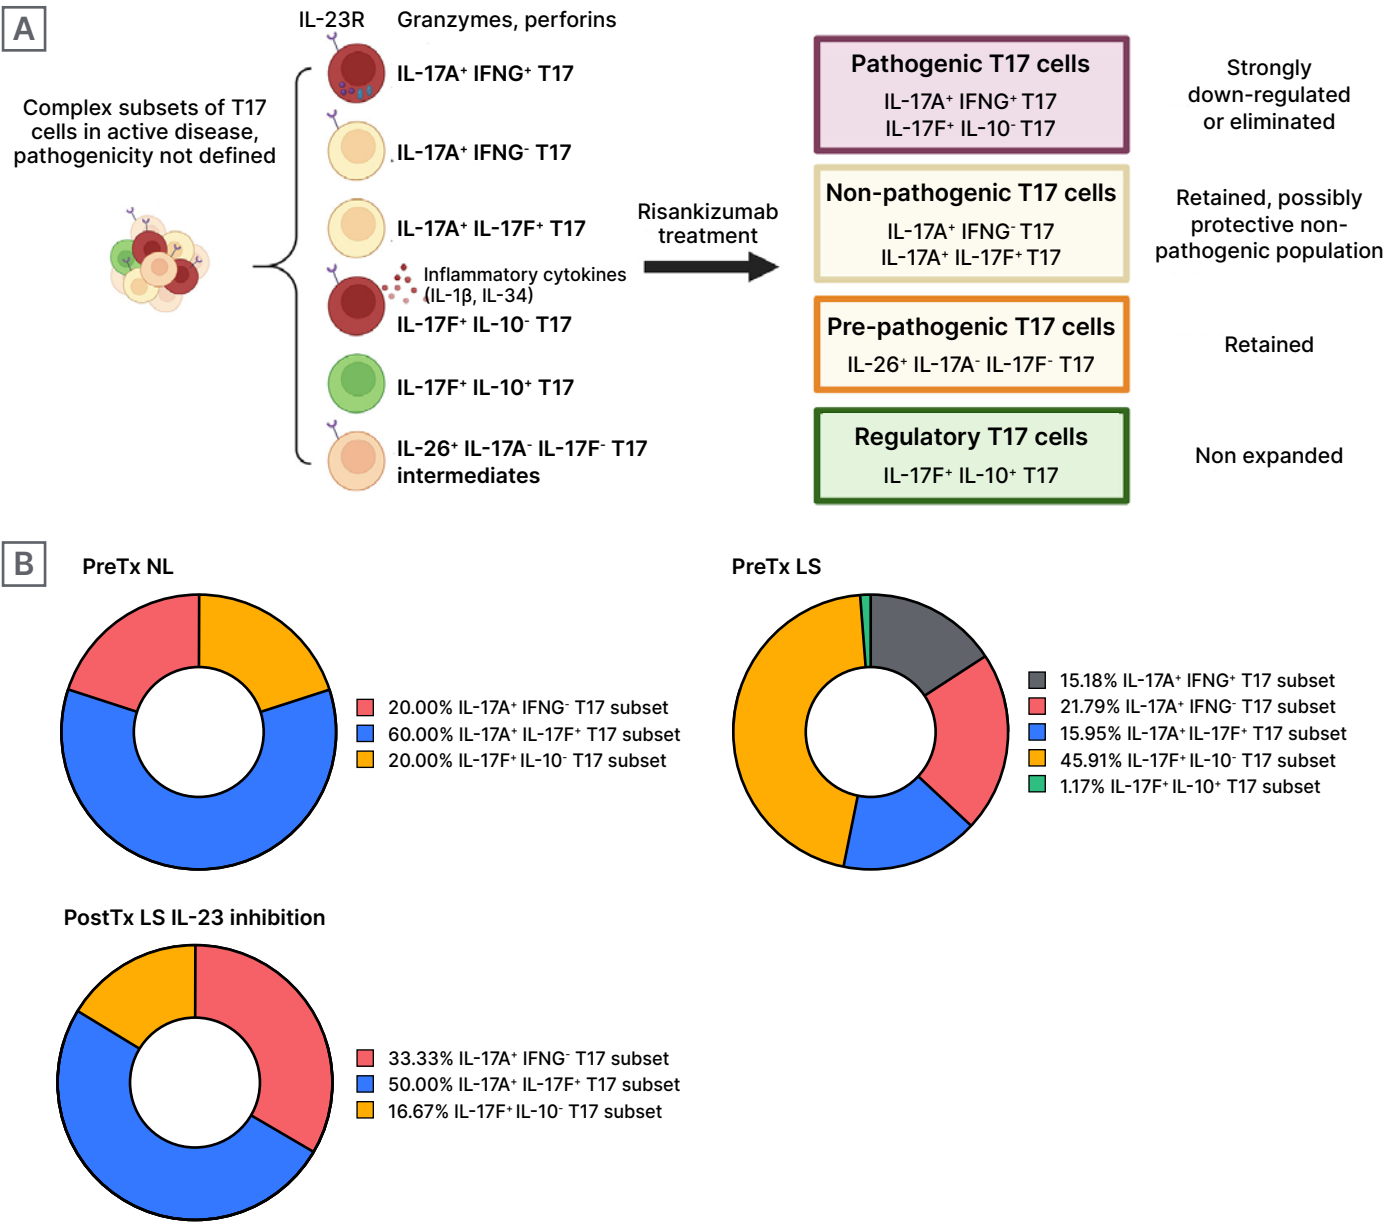 A
IL-23R Granzymes, perforins
IL-17A⁺ IFNG⁺ T17
Complex subsets of T17
cells in active disease,
pathogenicity not defined
IL-17A⁺ IFNG⁻ T17
IL-17A⁺ IL-17F⁺ T17
Inflammatory cytokines
(IL-1β, IL-34)
IL-17F⁺ IL-10⁻ T17
IL-17F⁺ IL-10⁺ T17
IL-26⁺ IL-17A⁻ IL-17F⁻ T17
intermediates
Risankizumab
treatment
Pathogenic T17 cells
IL-17A⁺ IFNG⁺ T17
IL-17F⁺ IL-10⁻ T17
Strongly
down-regulated
or eliminated
Non-pathogenic T17 cells
IL-17A⁺ IFNG⁻ T17
IL-17A⁺ IL-17F⁺ T17
Retained, possibly
protective non-
pathogenic population
Pre-pathogenic T17 cells
IL-26⁺ IL-17A⁻ IL-17F⁻ T17
Retained
Regulatory T17 cells
IL-17F⁺ IL-10⁺ T17
Non expanded
B
PreTx NL
20.00% IL-17A⁺ IFNG⁻ T17 subset
60.00% IL-17A⁺ IL-17F⁺ T17 subset
20.00% IL-17F⁺ IL-10⁻ T17 subset
PreTx LS
15.18% IL-17A⁺ IFNG⁺ T17 subset
21.79% IL-17A⁺ IFNG⁻ T17 subset
15.95% IL-17A⁺ IL-17F⁺ T17 subset
45.91% IL-17F⁺ IL-10⁻ T17 subset
1.17% IL-17F⁺ IL-10⁺ T17 subset
PostTx LS IL-23 inhibition
33.33% IL-17A⁺ IFNG⁻ T17 subset
50.00% IL-17A⁺ IL-17F⁺ T17 subset
16.67% IL-17F⁺ IL-10⁻ T17 subset